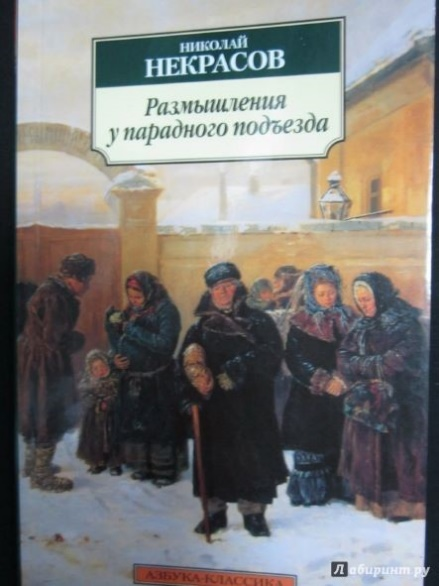 НИКОЛАЙ
НЕКРАСОВ
Размышления
у парадного подъезда
АЗБУКА-КЛАССИКА
Лабиринт.ру